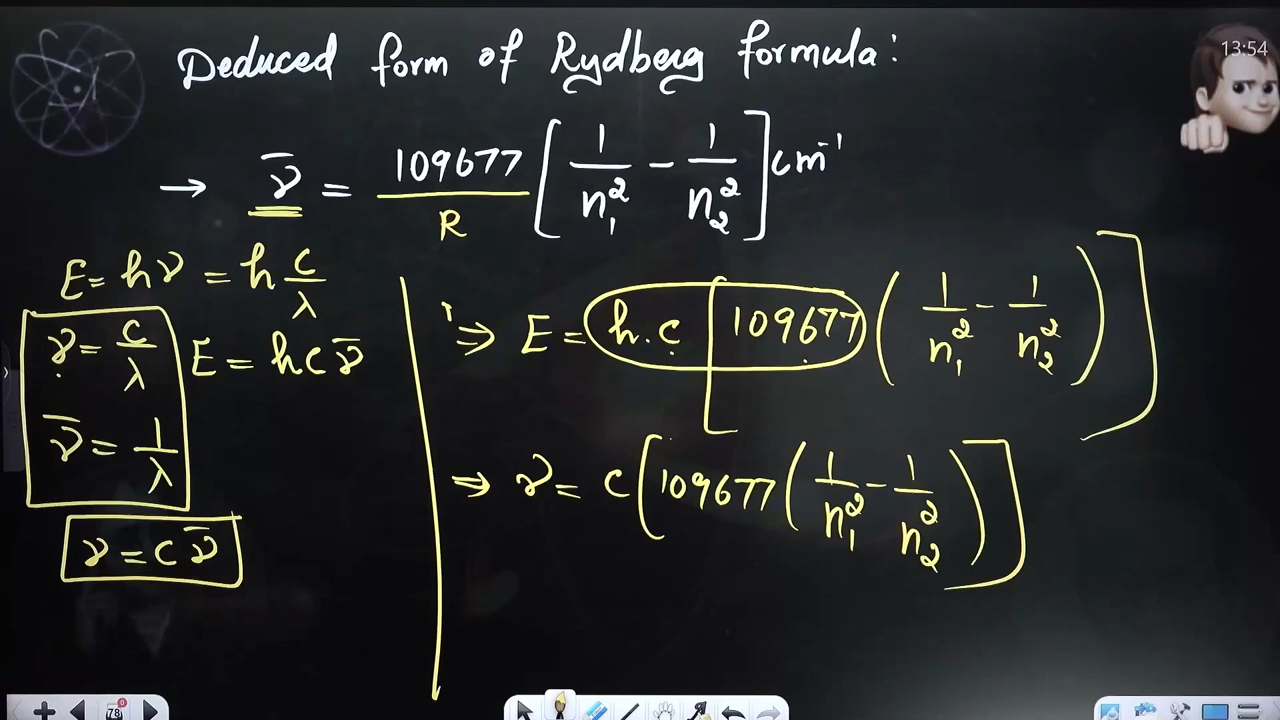 Deduced form of Rydberg formula:
13:54
→ ν̄ = 109677 [1/n₁² − 1/n₂²] cm⁻¹
R
E = hν = h c/λ
ν = c/λ
E = hcν̄
ν̄ = 1/λ
ν = cν̄
⇒ E = h.c 109677 (1/n₁² − 1/n₂²)]
⇒ ν = c[109677(1/n₁² − 1/n₂²)]
78